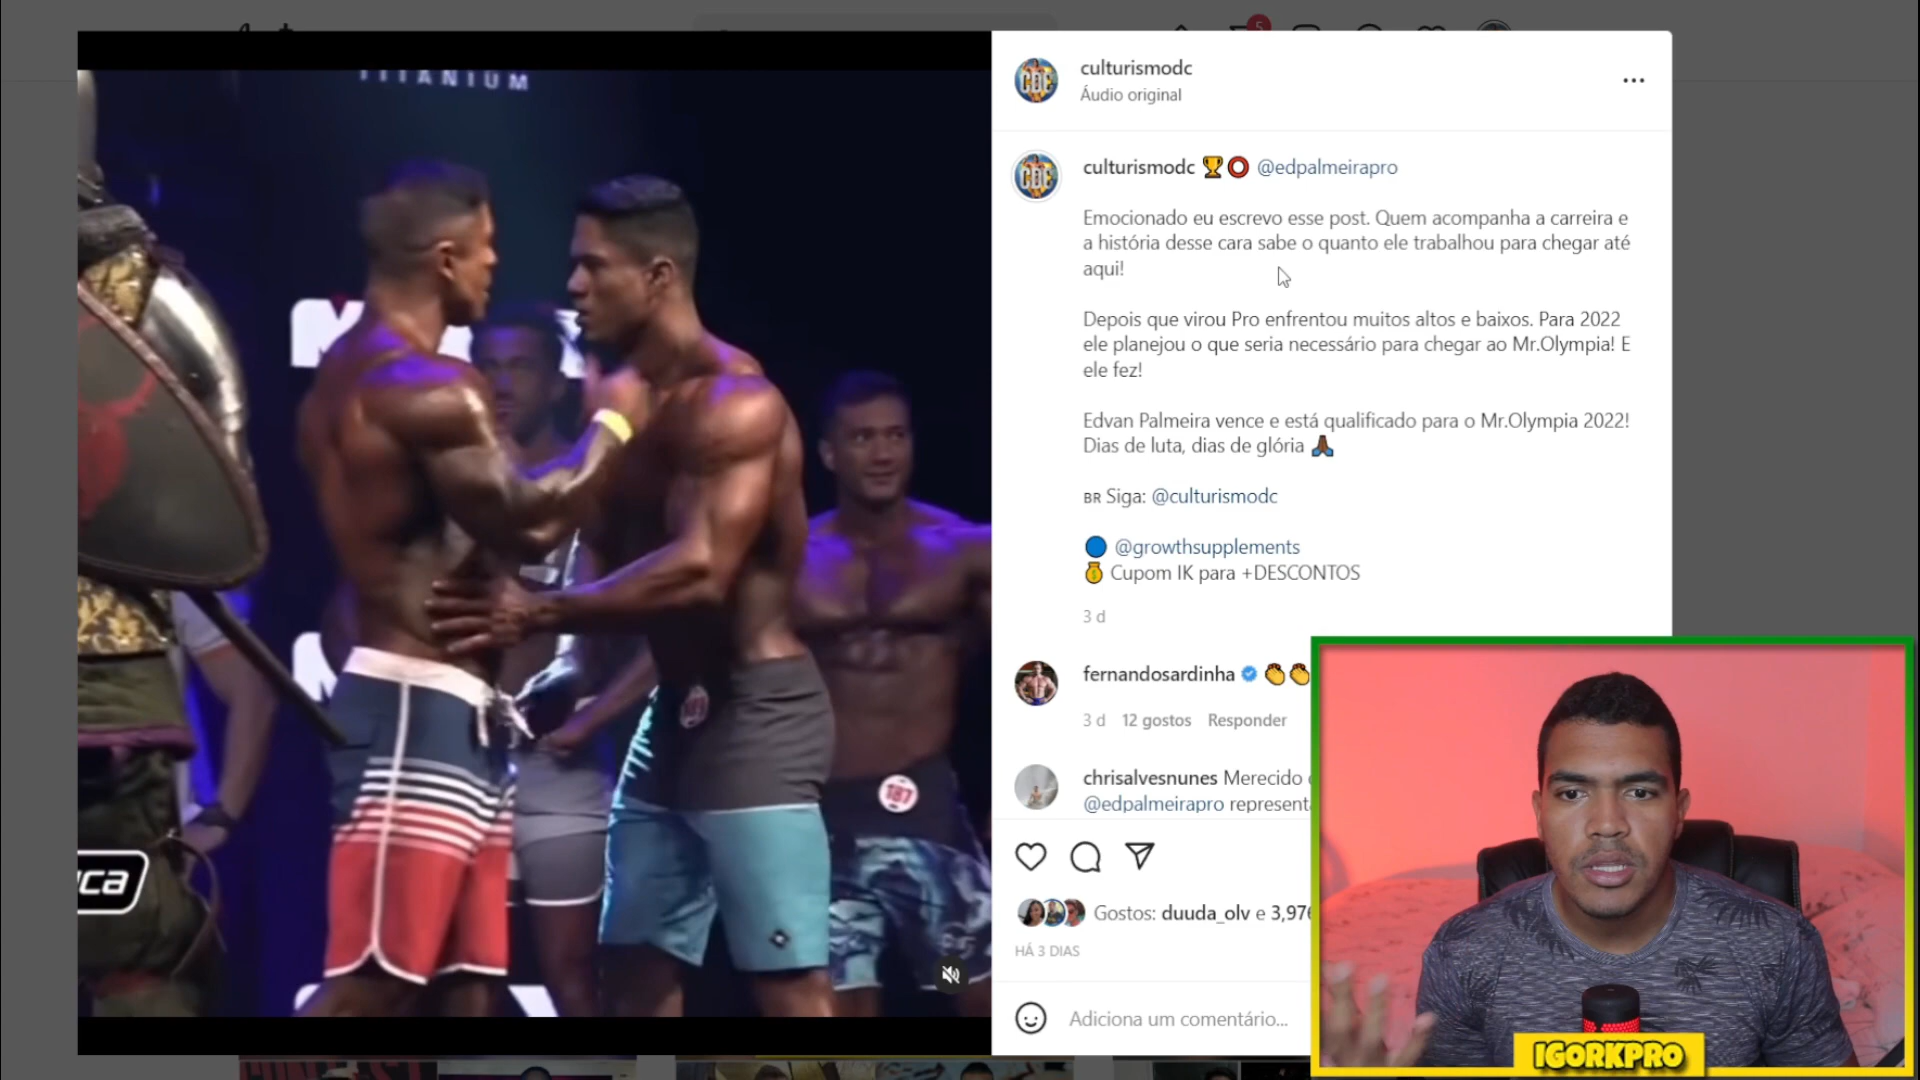 5
TITANIUM
187
ca
culturismodc
Áudio original
culturismodc 🏆⭕ @edpalmeirapro
Emocionado eu escrevo esse post. Quem acompanha a carreira e
a história desse cara sabe o quanto ele trabalhou para chegar até
aqui!
Depois que virou Pro enfrentou muitos altos e baixos. Para 2022
ele planejou o que seria necessário para chegar ao Mr.Olympia! E
ele fez!
Edvan Palmeira vence e está qualificado para o Mr.Olympia 2022!
Dias de luta, dias de glória 🙏🏾
BR Siga: @culturismodc
🔵 @growthsupplements
💰 Cupom IK para +DESCONTOS
3 d
fernandosardinha 👏👏
3 d 12 gostos Responder
chrisalvesnunes Merecido
@edpalmeirapro represent
Gostos: duuda_olv e 3,976
HÁ 3 DIAS
Adiciona um comentário...
IGORKPRO